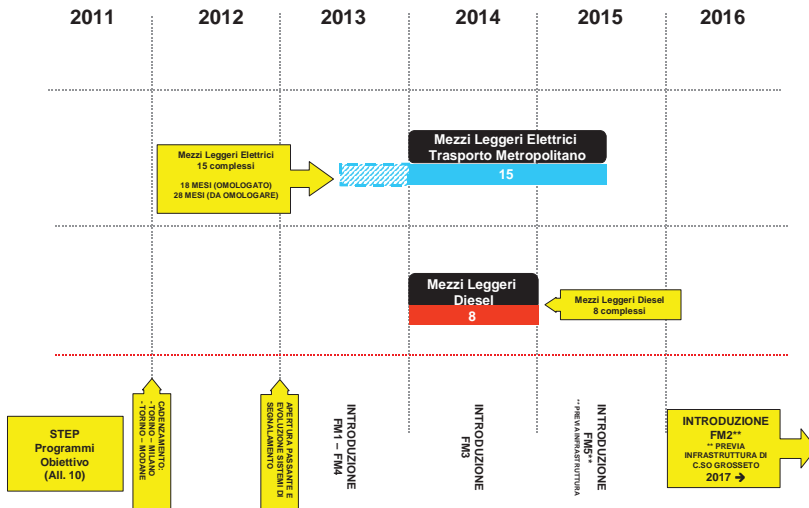 2011
2012
2013
2014
2015
2016
Mezzi Leggeri Elettrici
15 complessi
18 MESI (OMOLOGATO)
28 MESI (DA OMOLOGARE)
Mezzi Leggeri Elettrici
Trasporto Metropolitano
15
Mezzi Leggeri
Diesel
8
Mezzi Leggeri Diesel
8 complessi
STEP
Programmi
Obiettivo
(All. 10)
CADENZAMENTO:
- TORINO – MILANO
- TORINO – MODANE
APERTURA PASSANTE E
EVOLUZIONE SISTEMI DI
SEGNALAMENTO
INTRODUZIONE
FM1 – FM4
INTRODUZIONE
FM3
INTRODUZIONE
FM5**
** PREVIA INFRASTRUTTURA
INTRODUZIONE
FM2**
** PREVIA
INFRASTRUTTURA DI
C.SO GROSSETO
2017 →